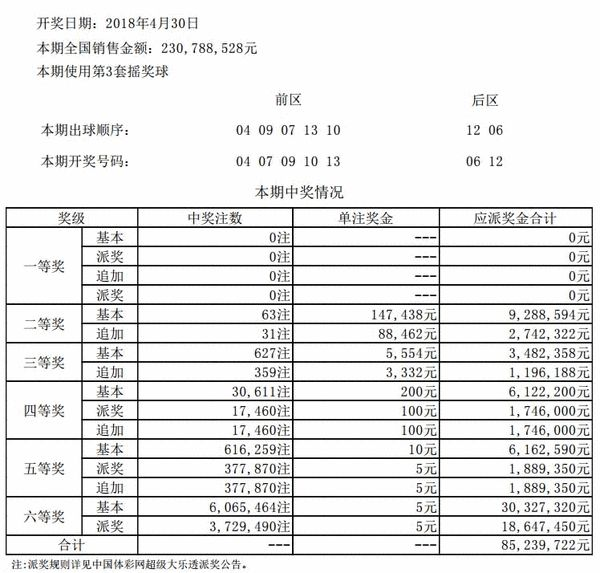 开奖日期：2018年4月30日
本期全国销售金额：230,788,528元
本期使用第3套摇奖球
前区 后区
本期出球顺序： 04 09 07 13 10 12 06
本期开奖号码： 04 07 09 10 13 06 12
本期中奖情况
奖级 中奖注数 单注奖金 应派奖金合计
一等奖 基本 0注 --- 0元
派奖 0注 --- 0元
追加 0注 --- 0元
派奖 0注 --- 0元
二等奖 基本 63注 147,438元 9,288,594元
追加 31注 88,462元 2,742,322元
三等奖 基本 627注 5,554元 3,482,358元
追加 359注 3,332元 1,196,188元
四等奖 基本 30,611注 200元 6,122,200元
派奖 17,460注 100元 1,746,000元
追加 17,460注 100元 1,746,000元
五等奖 基本 616,259注 10元 6,162,590元
派奖 377,870注 5元 1,889,350元
追加 377,870注 5元 1,889,350元
六等奖 基本 6,065,464注 5元 30,327,320元
派奖 3,729,490注 5元 18,647,450元
合计 --- --- 85,239,722元
注:派奖规则详见中国体彩网超级大乐透派奖公告。